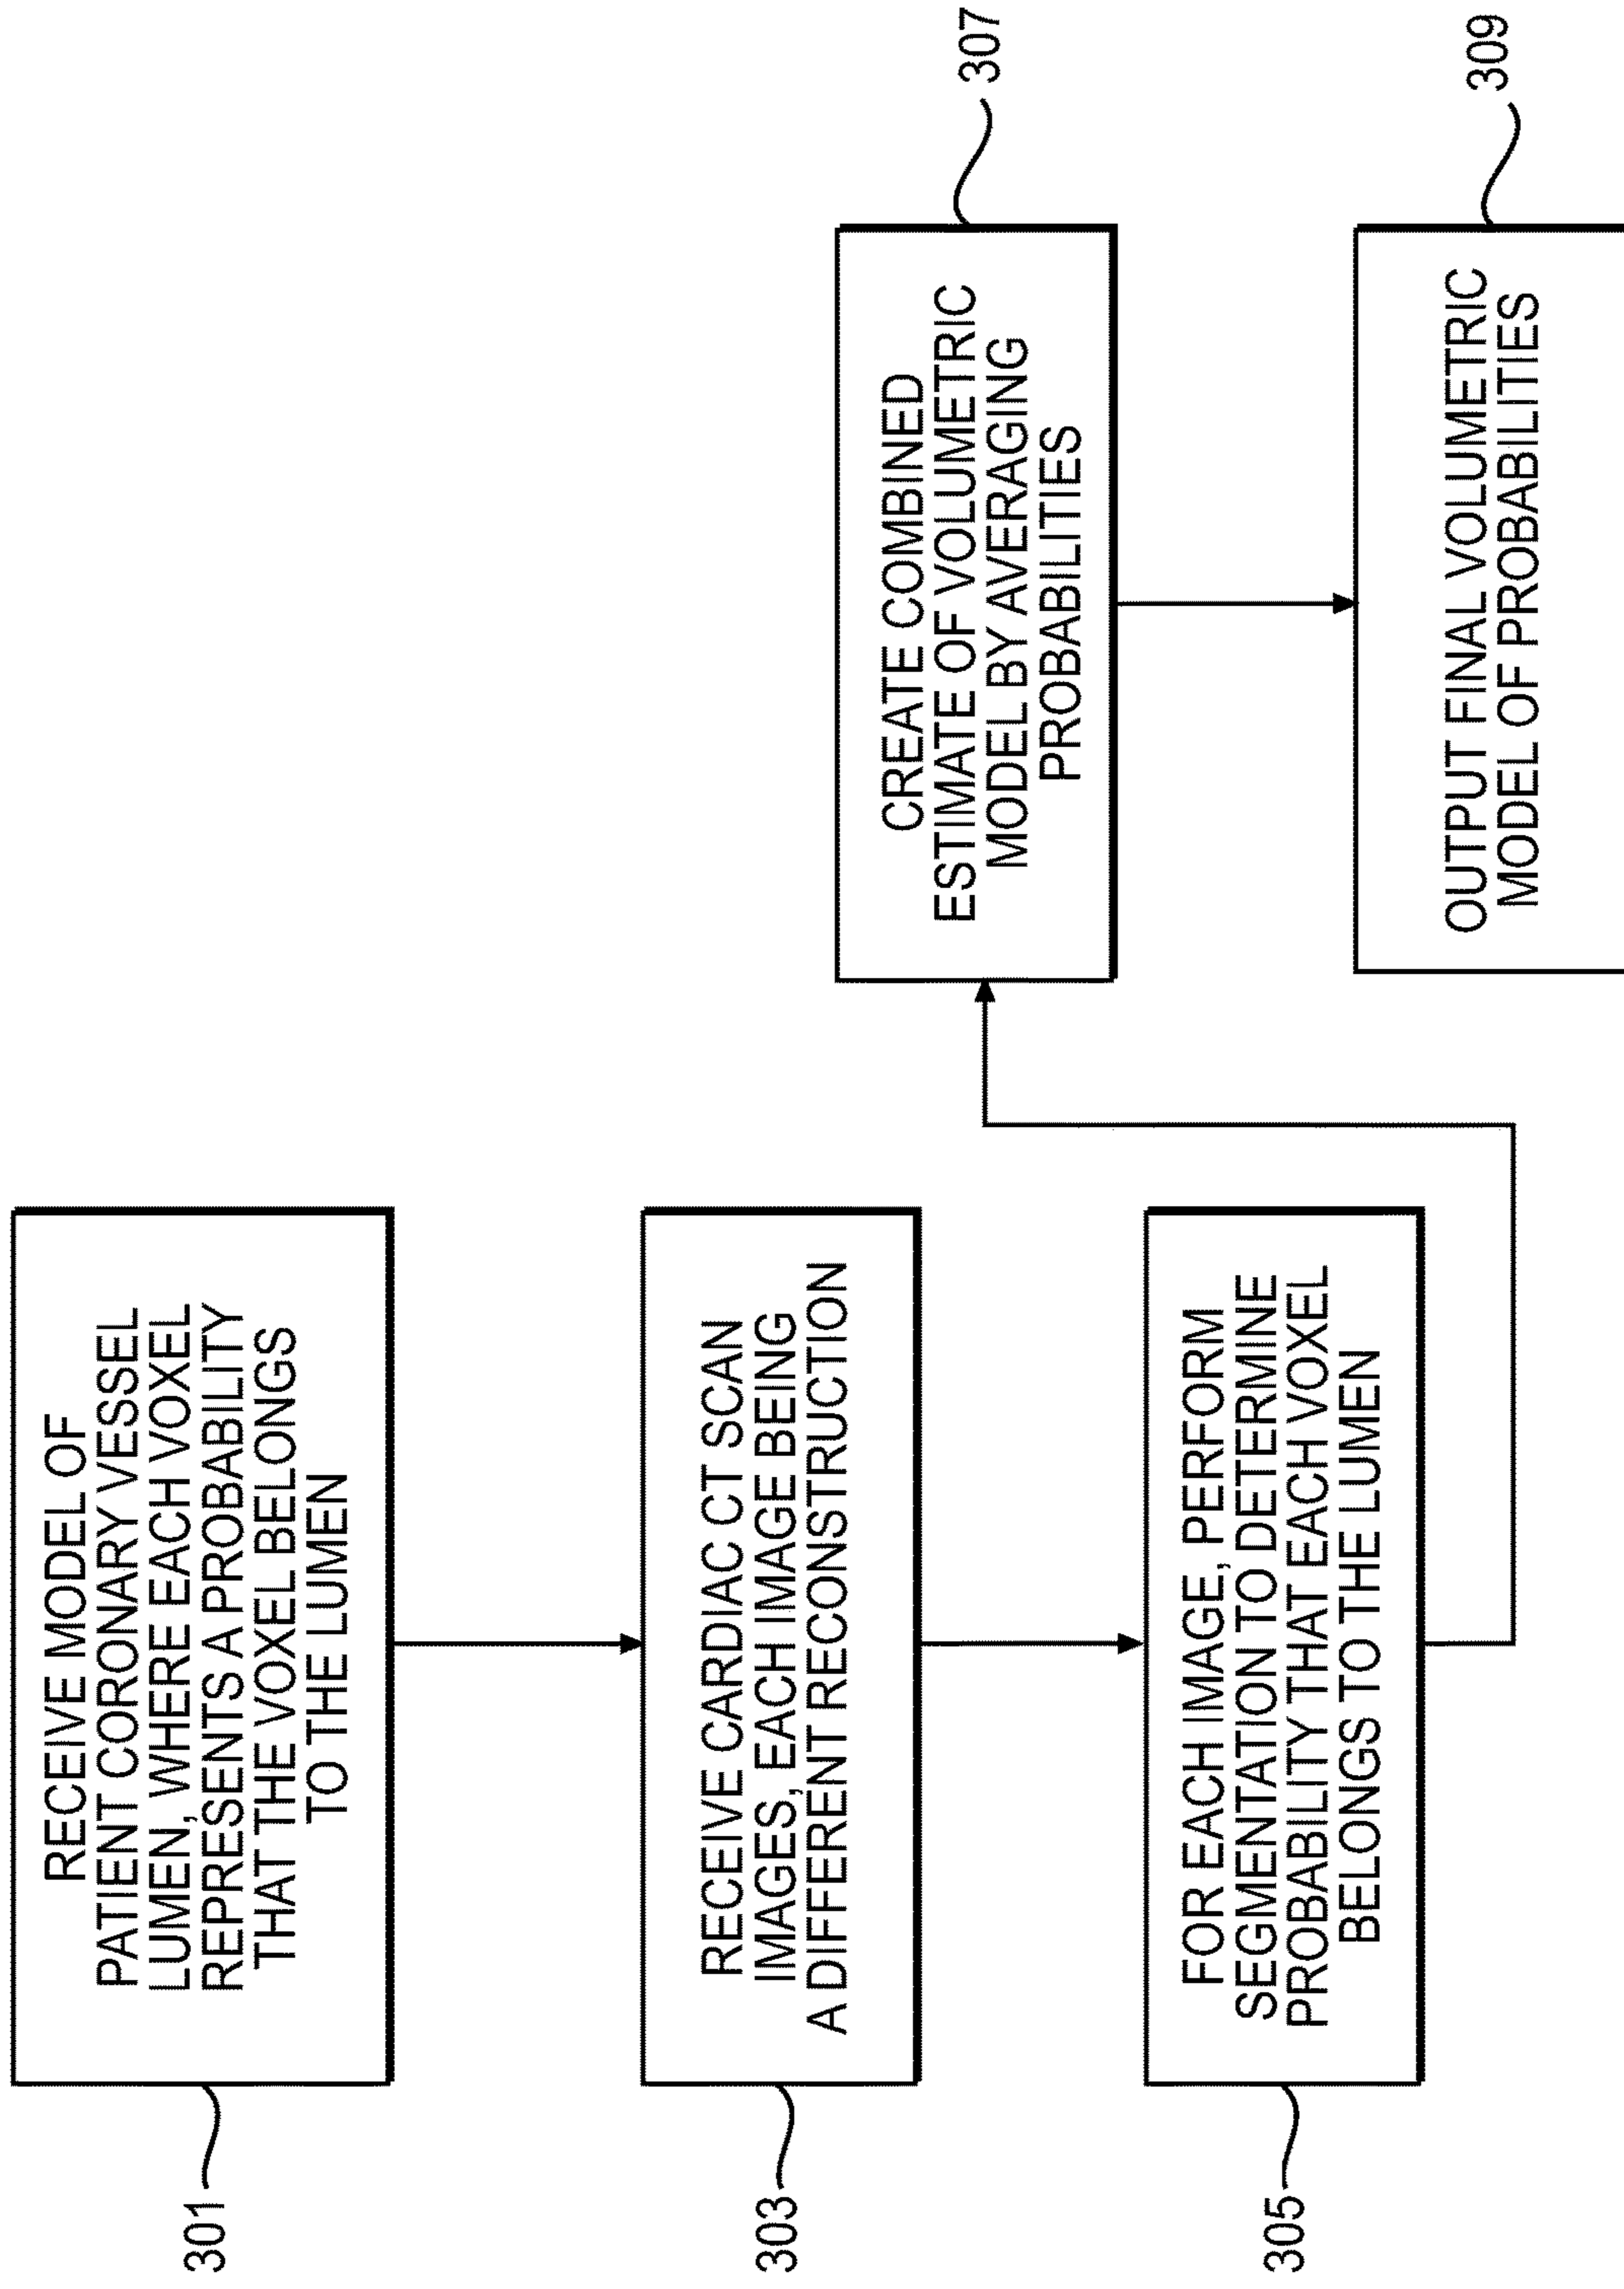 301
RECEIVE MODEL OF
PATIENT CORONARY VESSEL
LUMEN, WHERE EACH VOXEL
REPRESENTS A PROBABILITY
THAT THE VOXEL BELONGS
TO THE LUMEN
303
RECEIVE CARDIAC CT SCAN
IMAGES, EACH IMAGE BEING
A DIFFERENT RECONSTRUCTION
305
FOR EACH IMAGE, PERFORM
SEGMENTATION TO DETERMINE
PROBABILITY THAT EACH VOXEL
BELONGS TO THE LUMEN
307
CREATE COMBINED
ESTIMATE OF VOLUMETRIC
MODEL BY AVERAGING
PROBABILITIES
309
OUTPUT FINAL VOLUMETRIC
MODEL OF PROBABILITIES